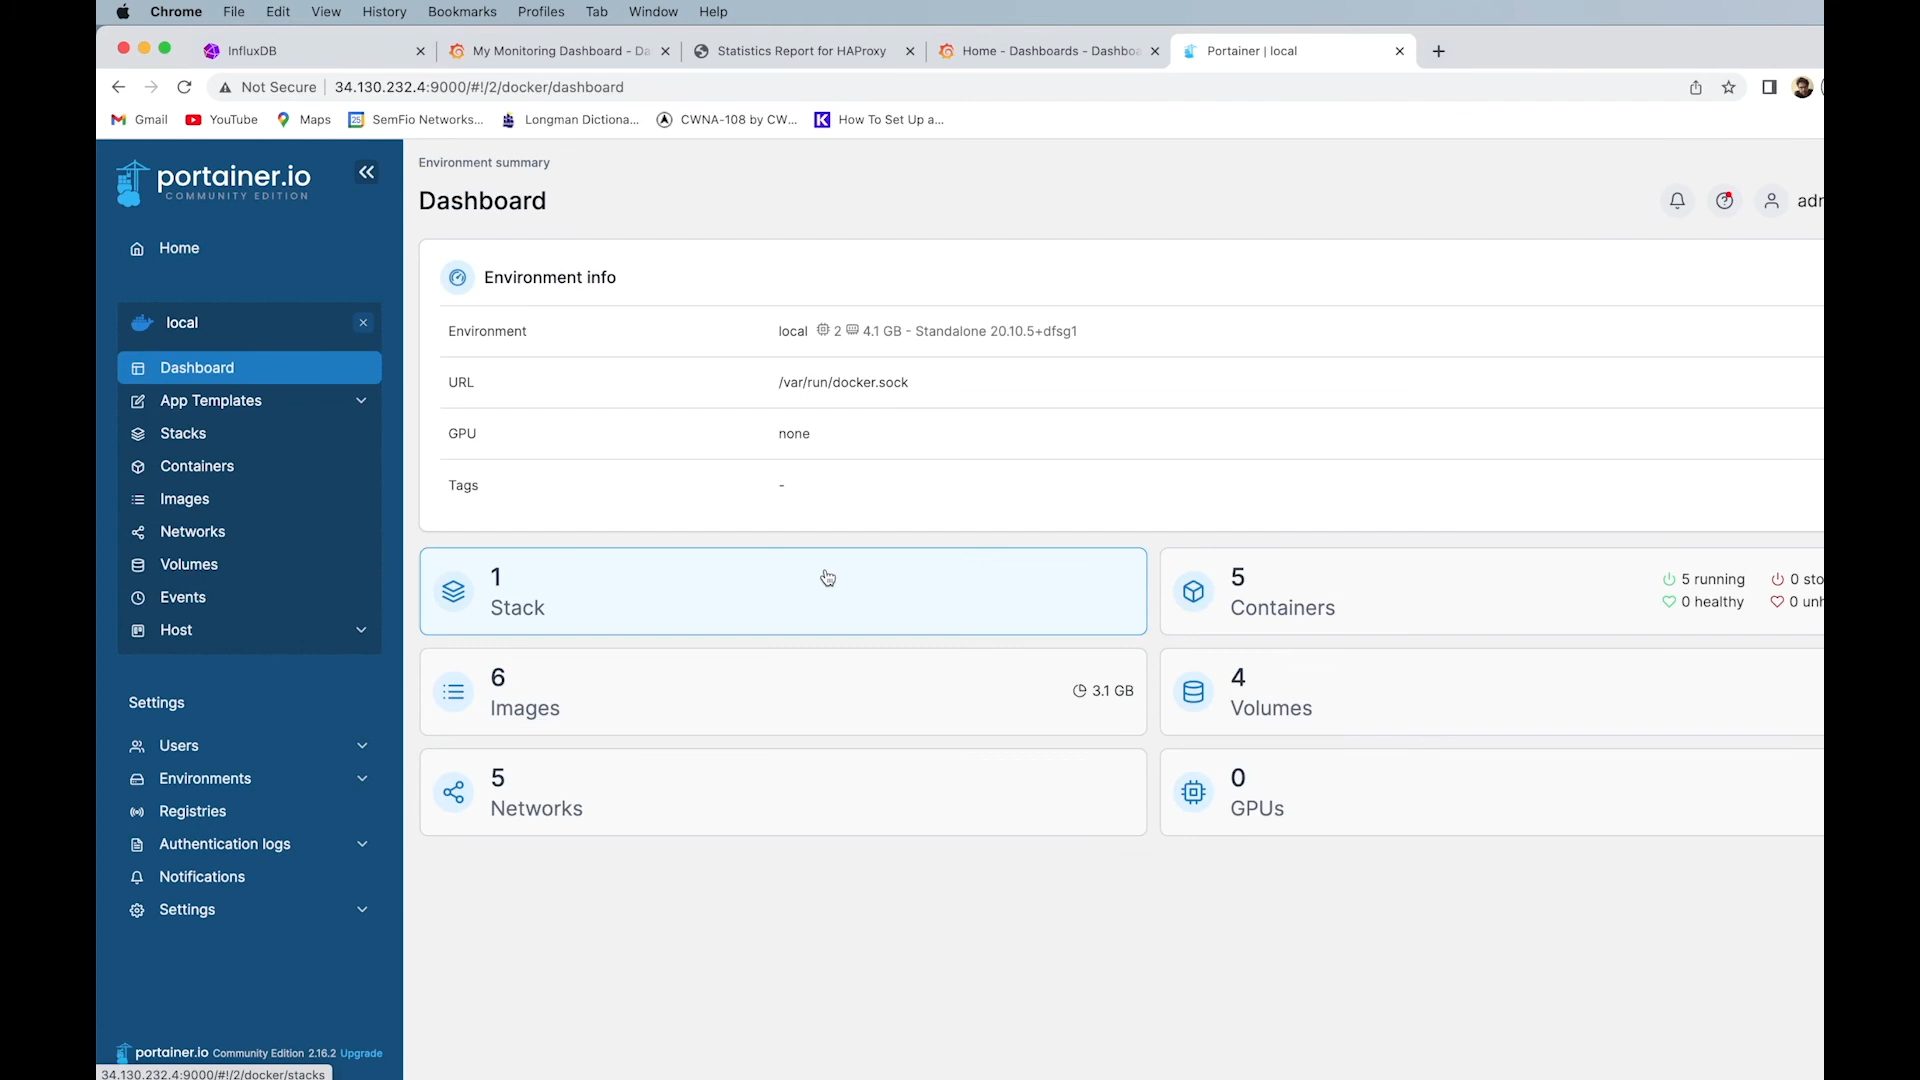 Chrome File Edit View History Bookmarks Profiles Tab Window Help
InfluxDB
My Monitoring Dashboard - Da
Statistics Report for HAProxy
Home - Dashboards - Dashboa
Portainer | local
Not Secure 34.130.232.4:9000/#!/2/docker/dashboard
Gmail YouTube Maps SemFio Networks... Longman Dictiona... CWNA-108 by CW... How To Set Up a...
portainer.io
COMMUNITY EDITION
Home
local
Dashboard
App Templates
Stacks
Containers
Images
Networks
Volumes
Events
Host
Settings
Users
Environments
Registries
Authentication logs
Notifications
Settings
portainer.io Community Edition 2.16.2 Upgrade
34.130.232.4:9000/#!/2/docker/stacks
Environment summary
Dashboard
adr
Environment info
Environment local 2 4.1 GB - Standalone 20.10.5+dfsg1
URL /var/run/docker.sock
GPU none
Tags -
1
Stack
5
Containers
5 running 0 sto
0 healthy 0 unh
6
Images
3.1 GB
4
Volumes
5
Networks
0
GPUs